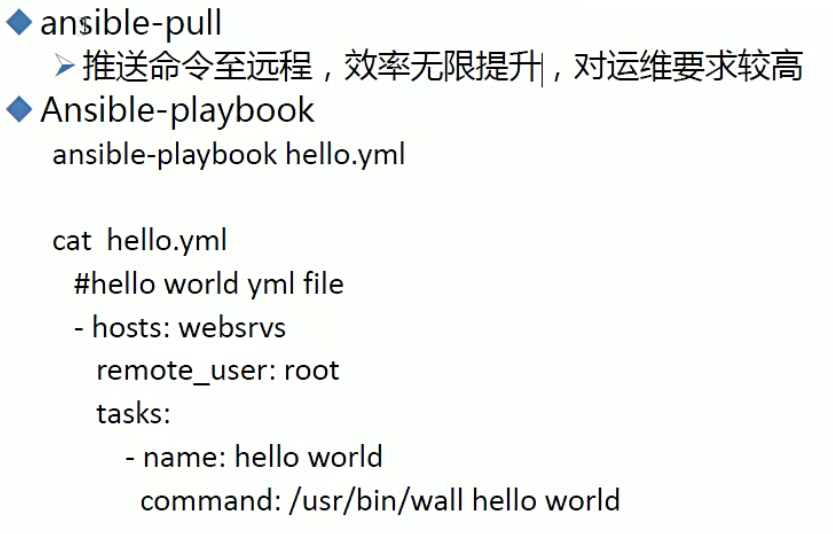 ansible-pull
推送命令至远程，效率无限提升，对运维要求较高
Ansible-playbook
ansible-playbook hello.yml
cat hello.yml
#hello world yml file
- hosts: websrvs
remote_user: root
tasks:
- name: hello world
command: /usr/bin/wall hello world